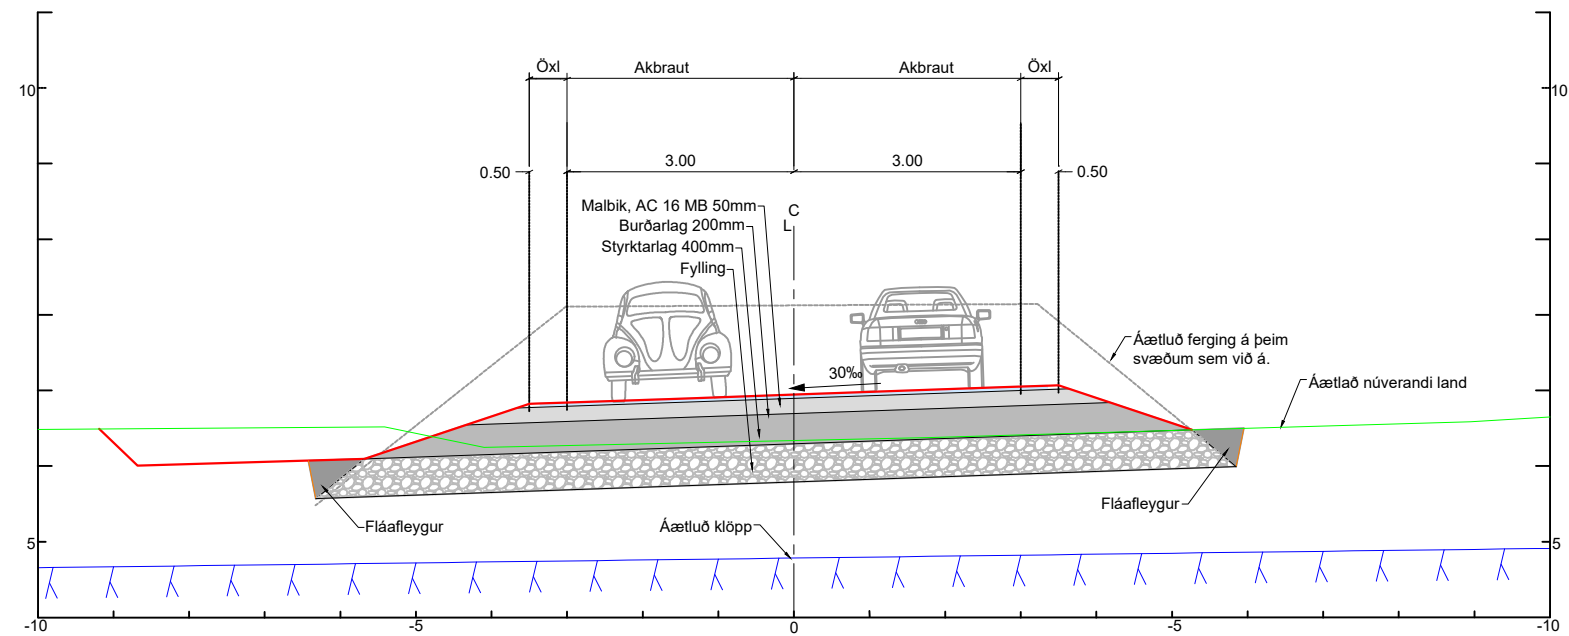 Öxl Akbraut Akbraut Öxl
10 10
0.50 3.00 3.00 0.50
Malbik, AC 16 MB 50mm
Burðarlag 200mm
Styrktarlag 400mm
Fylling
C
L
Áætluð ferging á þeim
svæðum sem við á.
30‰
Áætlað núverandi land
Fláafleygur
Fláafleygur
Áætluð klöpp
5 5
-10 -5 0 -5 -10